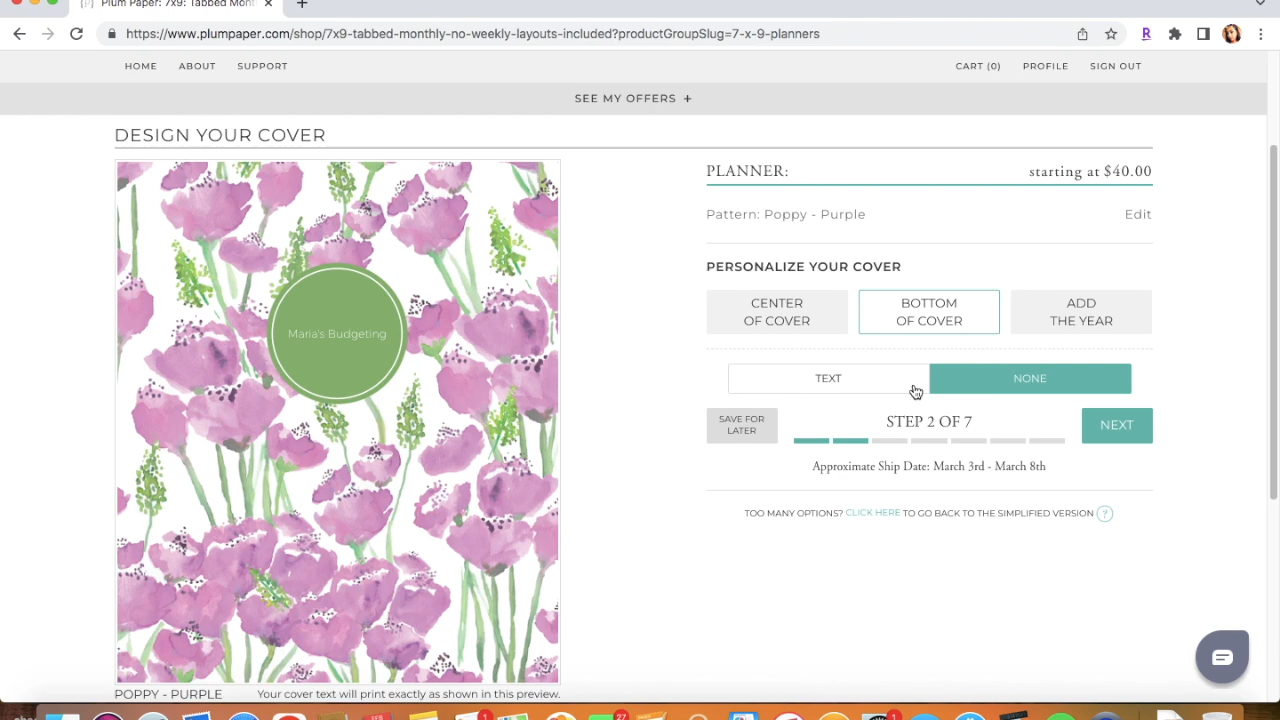 Plum Paper: 7x9: Tabbed Mont
https://www.plumpaper.com/shop/7x9-tabbed-monthly-no-weekly-layouts-included?productGroupSlug=7-x-9-planners
HOME ABOUT SUPPORT CART (0) PROFILE SIGN OUT
SEE MY OFFERS +
DESIGN YOUR COVER
PLANNER: starting at $40.00
Pattern: Poppy - Purple Edit
PERSONALIZE YOUR COVER
CENTER
OF COVER
BOTTOM
OF COVER
ADD
THE YEAR
Maria's Budgeting
TEXT NONE
SAVE FOR
LATER
STEP 2 OF 7
NEXT
Approximate Ship Date: March 3rd - March 8th
TOO MANY OPTIONS? CLICK HERE TO GO BACK TO THE SIMPLIFIED VERSION ?
POPPY - PURPLE Your cover text will print exactly as shown in this preview.
1 27 1